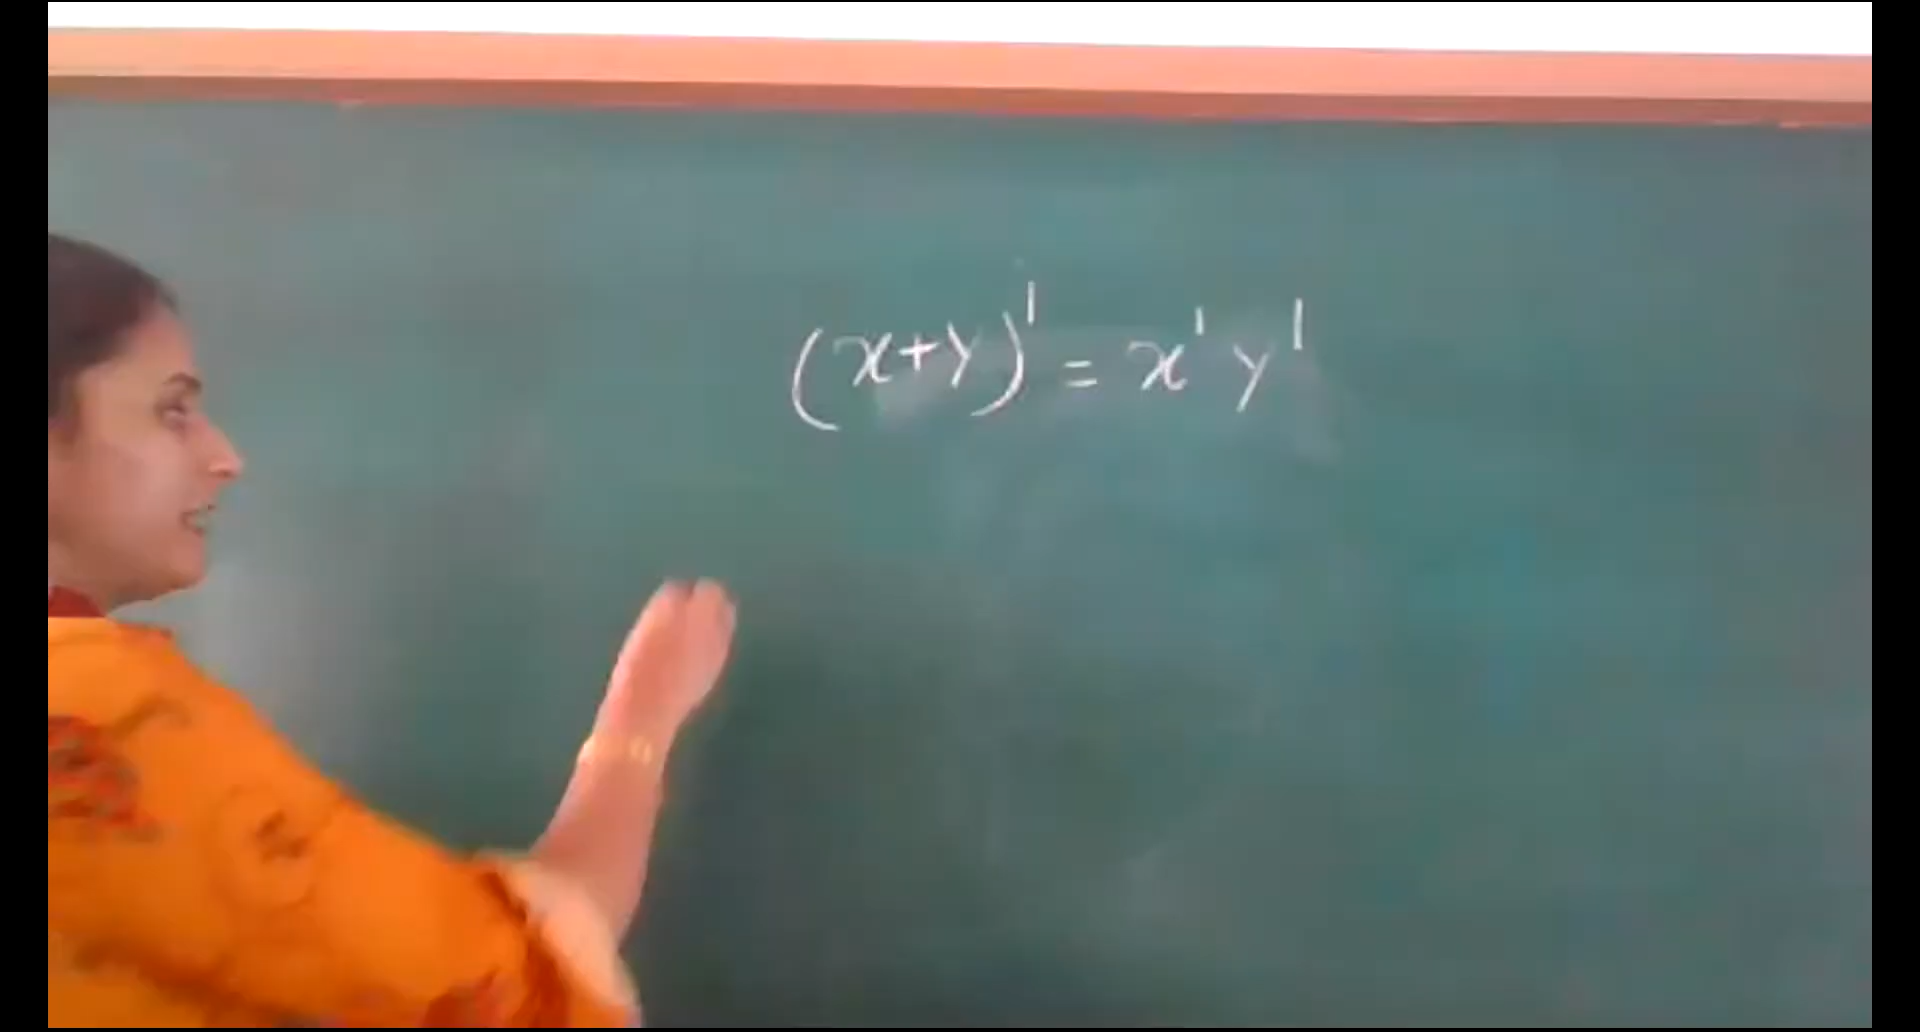 (x+y)' = x' y'